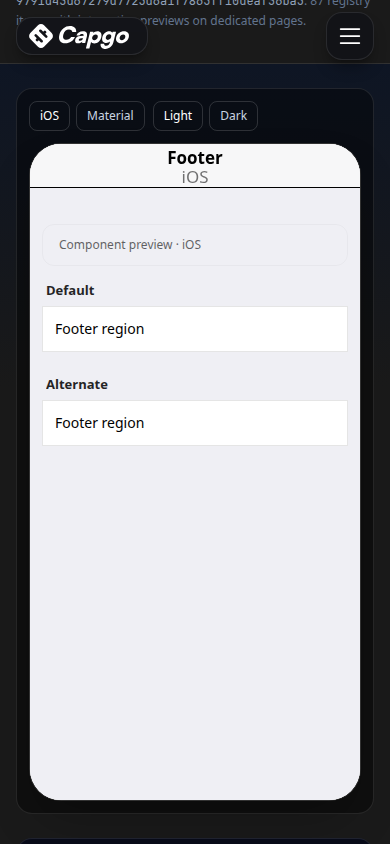 registry
previews on dedicated pages.
Capgo
iOS
Material
Light
Dark
Footer
iOS
Component preview · iOS
Default
Footer region
Alternate
Footer region